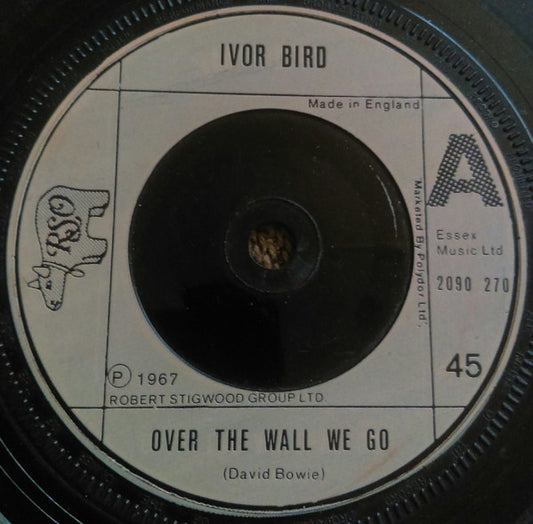 IVOR BIRD
Made in England
A
RSO
Marketed By Polydor Ltd.
Essex
Music Ltd
2090 270
45
Ⓟ 1967
ROBERT STIGWOOD GROUP LTD.
OVER THE WALL WE GO
(David Bowie)